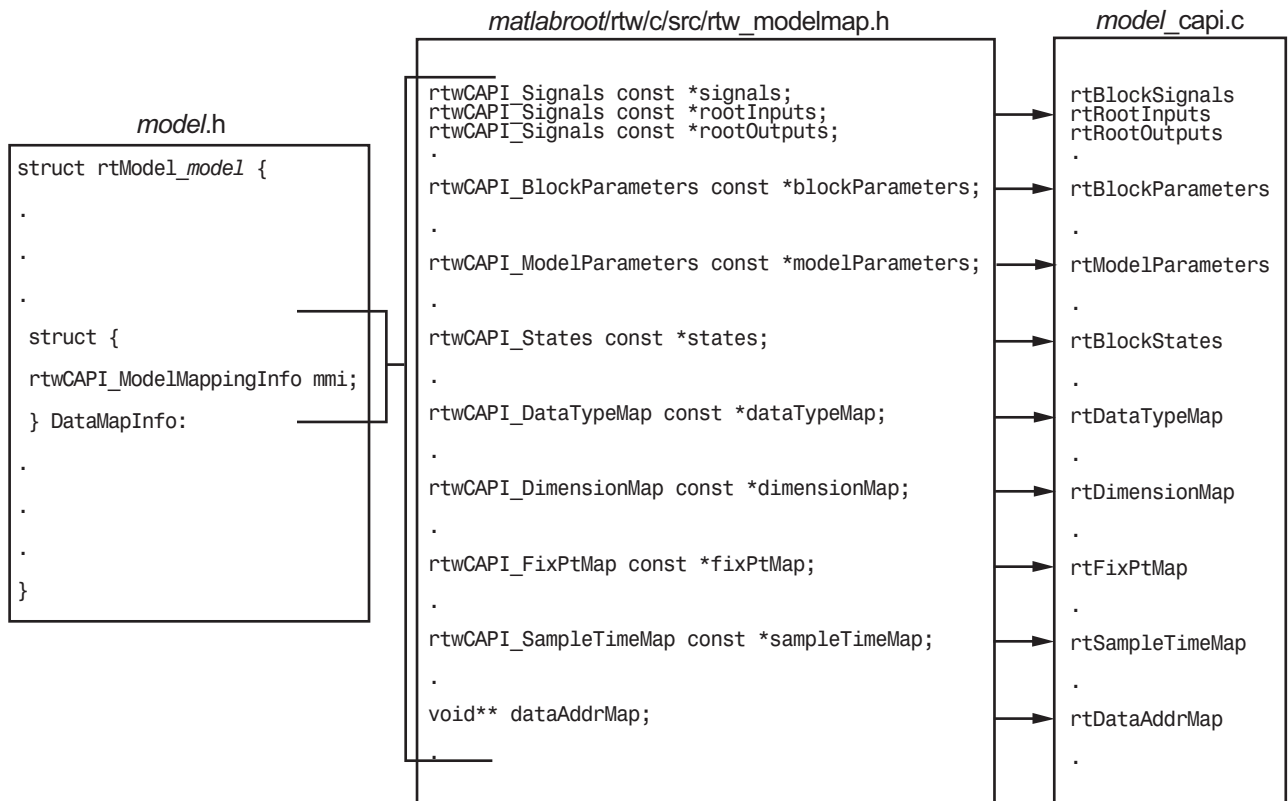 model.h
struct rtModel_model {
.
.
.
struct {
rtwCAPI_ModelMappingInfo mmi;
} DataMapInfo:
.
.
.
}
matlabroot/rtw/c/src/rtw_modelmap.h
rtwCAPI_Signals const *signals;
rtwCAPI_Signals const *rootInputs;
rtwCAPI_Signals const *rootOutputs;
.
rtwCAPI_BlockParameters const *blockParameters;
.
rtwCAPI_ModelParameters const *modelParameters;
.
rtwCAPI_States const *states;
.
rtwCAPI_DataTypeMap const *dataTypeMap;
.
rtwCAPI_DimensionMap const *dimensionMap;
.
rtwCAPI_FixPtMap const *fixPtMap;
.
rtwCAPI_SampleTimeMap const *sampleTimeMap;
.
void** dataAddrMap;
.
model_capi.c
rtBlockSignals
rtRootInputs
rtRootOutputs
.
rtBlockParameters
.
rtModelParameters
.
rtBlockStates
.
rtDataTypeMap
.
rtDimensionMap
.
rtFixPtMap
.
rtSampleTimeMap
.
rtDataAddrMap
.